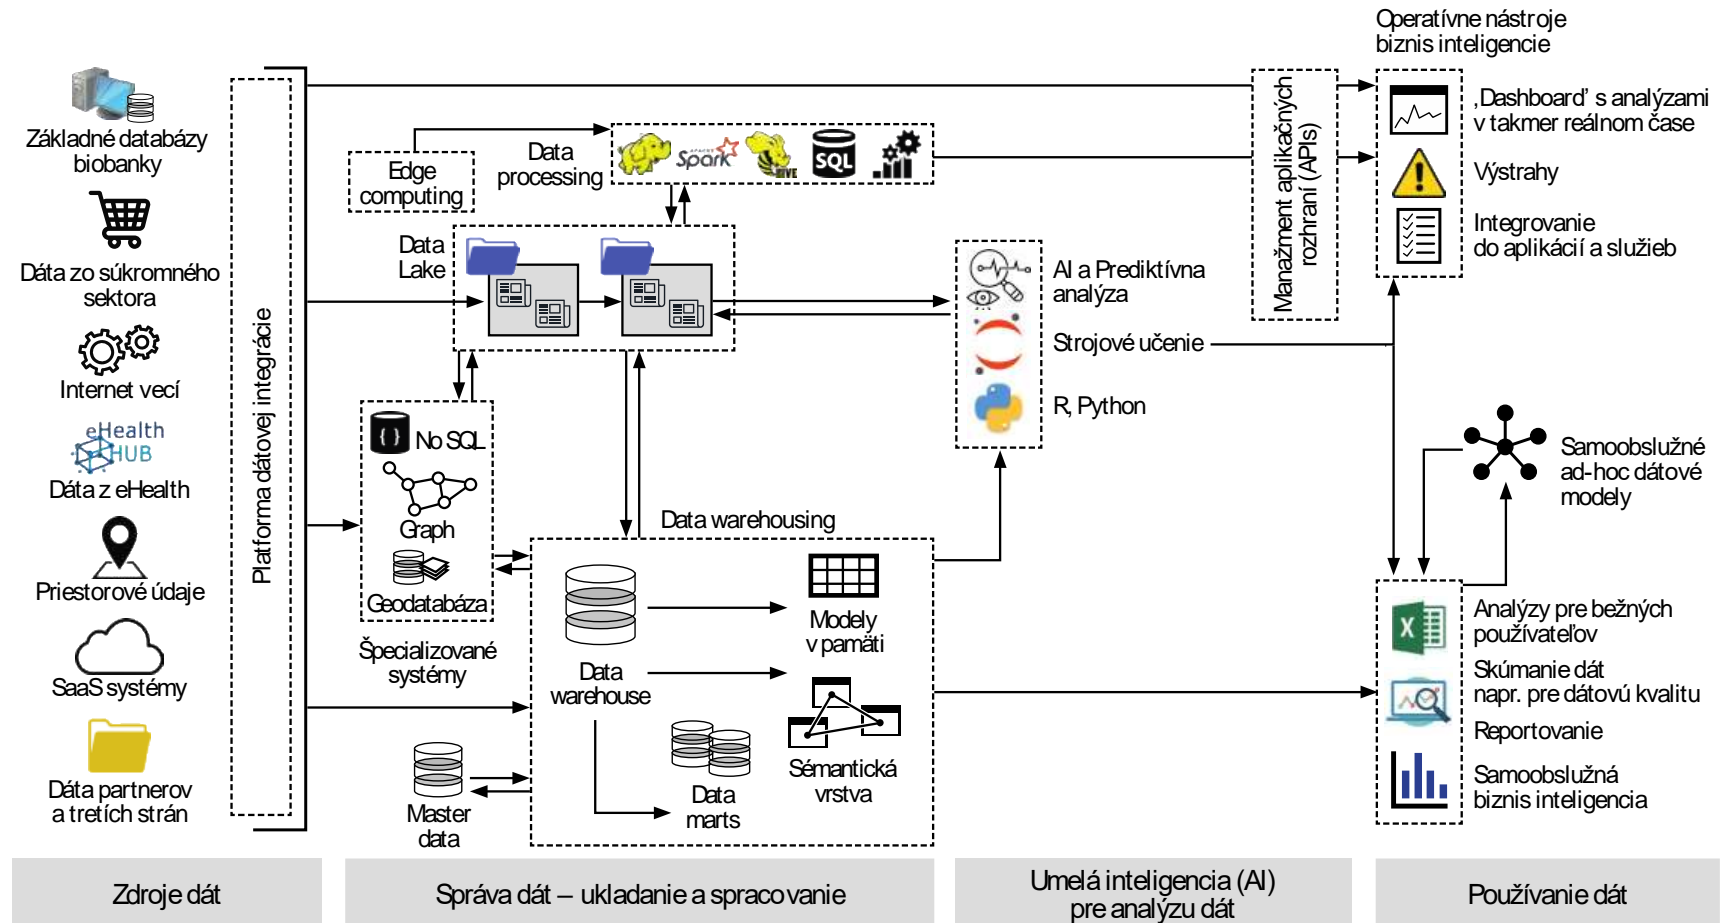 Základné databázy
biobanky
Dáta zo súkromného
sektora
Internet vecí
eHealth
HUB
Dáta z eHealth
Priestorové údaje
SaaS systémy
Dáta partnerov
a tretích strán
Platforma dátovej integrácie
Edge
computing
Data
processing
APACHE
Spark
HIVE
SQL
Data
Lake
No SQL
Graph
Geodatabáza
Špecializované
systémy
Master
data
Data warehousing
Data
warehouse
Modely
v pamäti
Sémantická
vrstva
Data
marts
AI a Prediktívna
analýza
Strojové učenie
R, Python
Manažment aplikačných
rozhraní (APIs)
Operatívne nástroje
biznis inteligencie
‚Dashboard’ s analýzami
v takmer reálnom čase
Výstrahy
Integrovanie
do aplikácií a služieb
Samoobslužné
ad-hoc dátové
modely
X
Analýzy pre bežných
používateľov
Skúmanie dát
napr. pre dátovú kvalitu
Reportovanie
Samoobslužná
biznis inteligencia
Zdroje dát
Správa dát – ukladanie a spracovanie
Umelá inteligencia (AI)
pre analýzu dát
Používanie dát